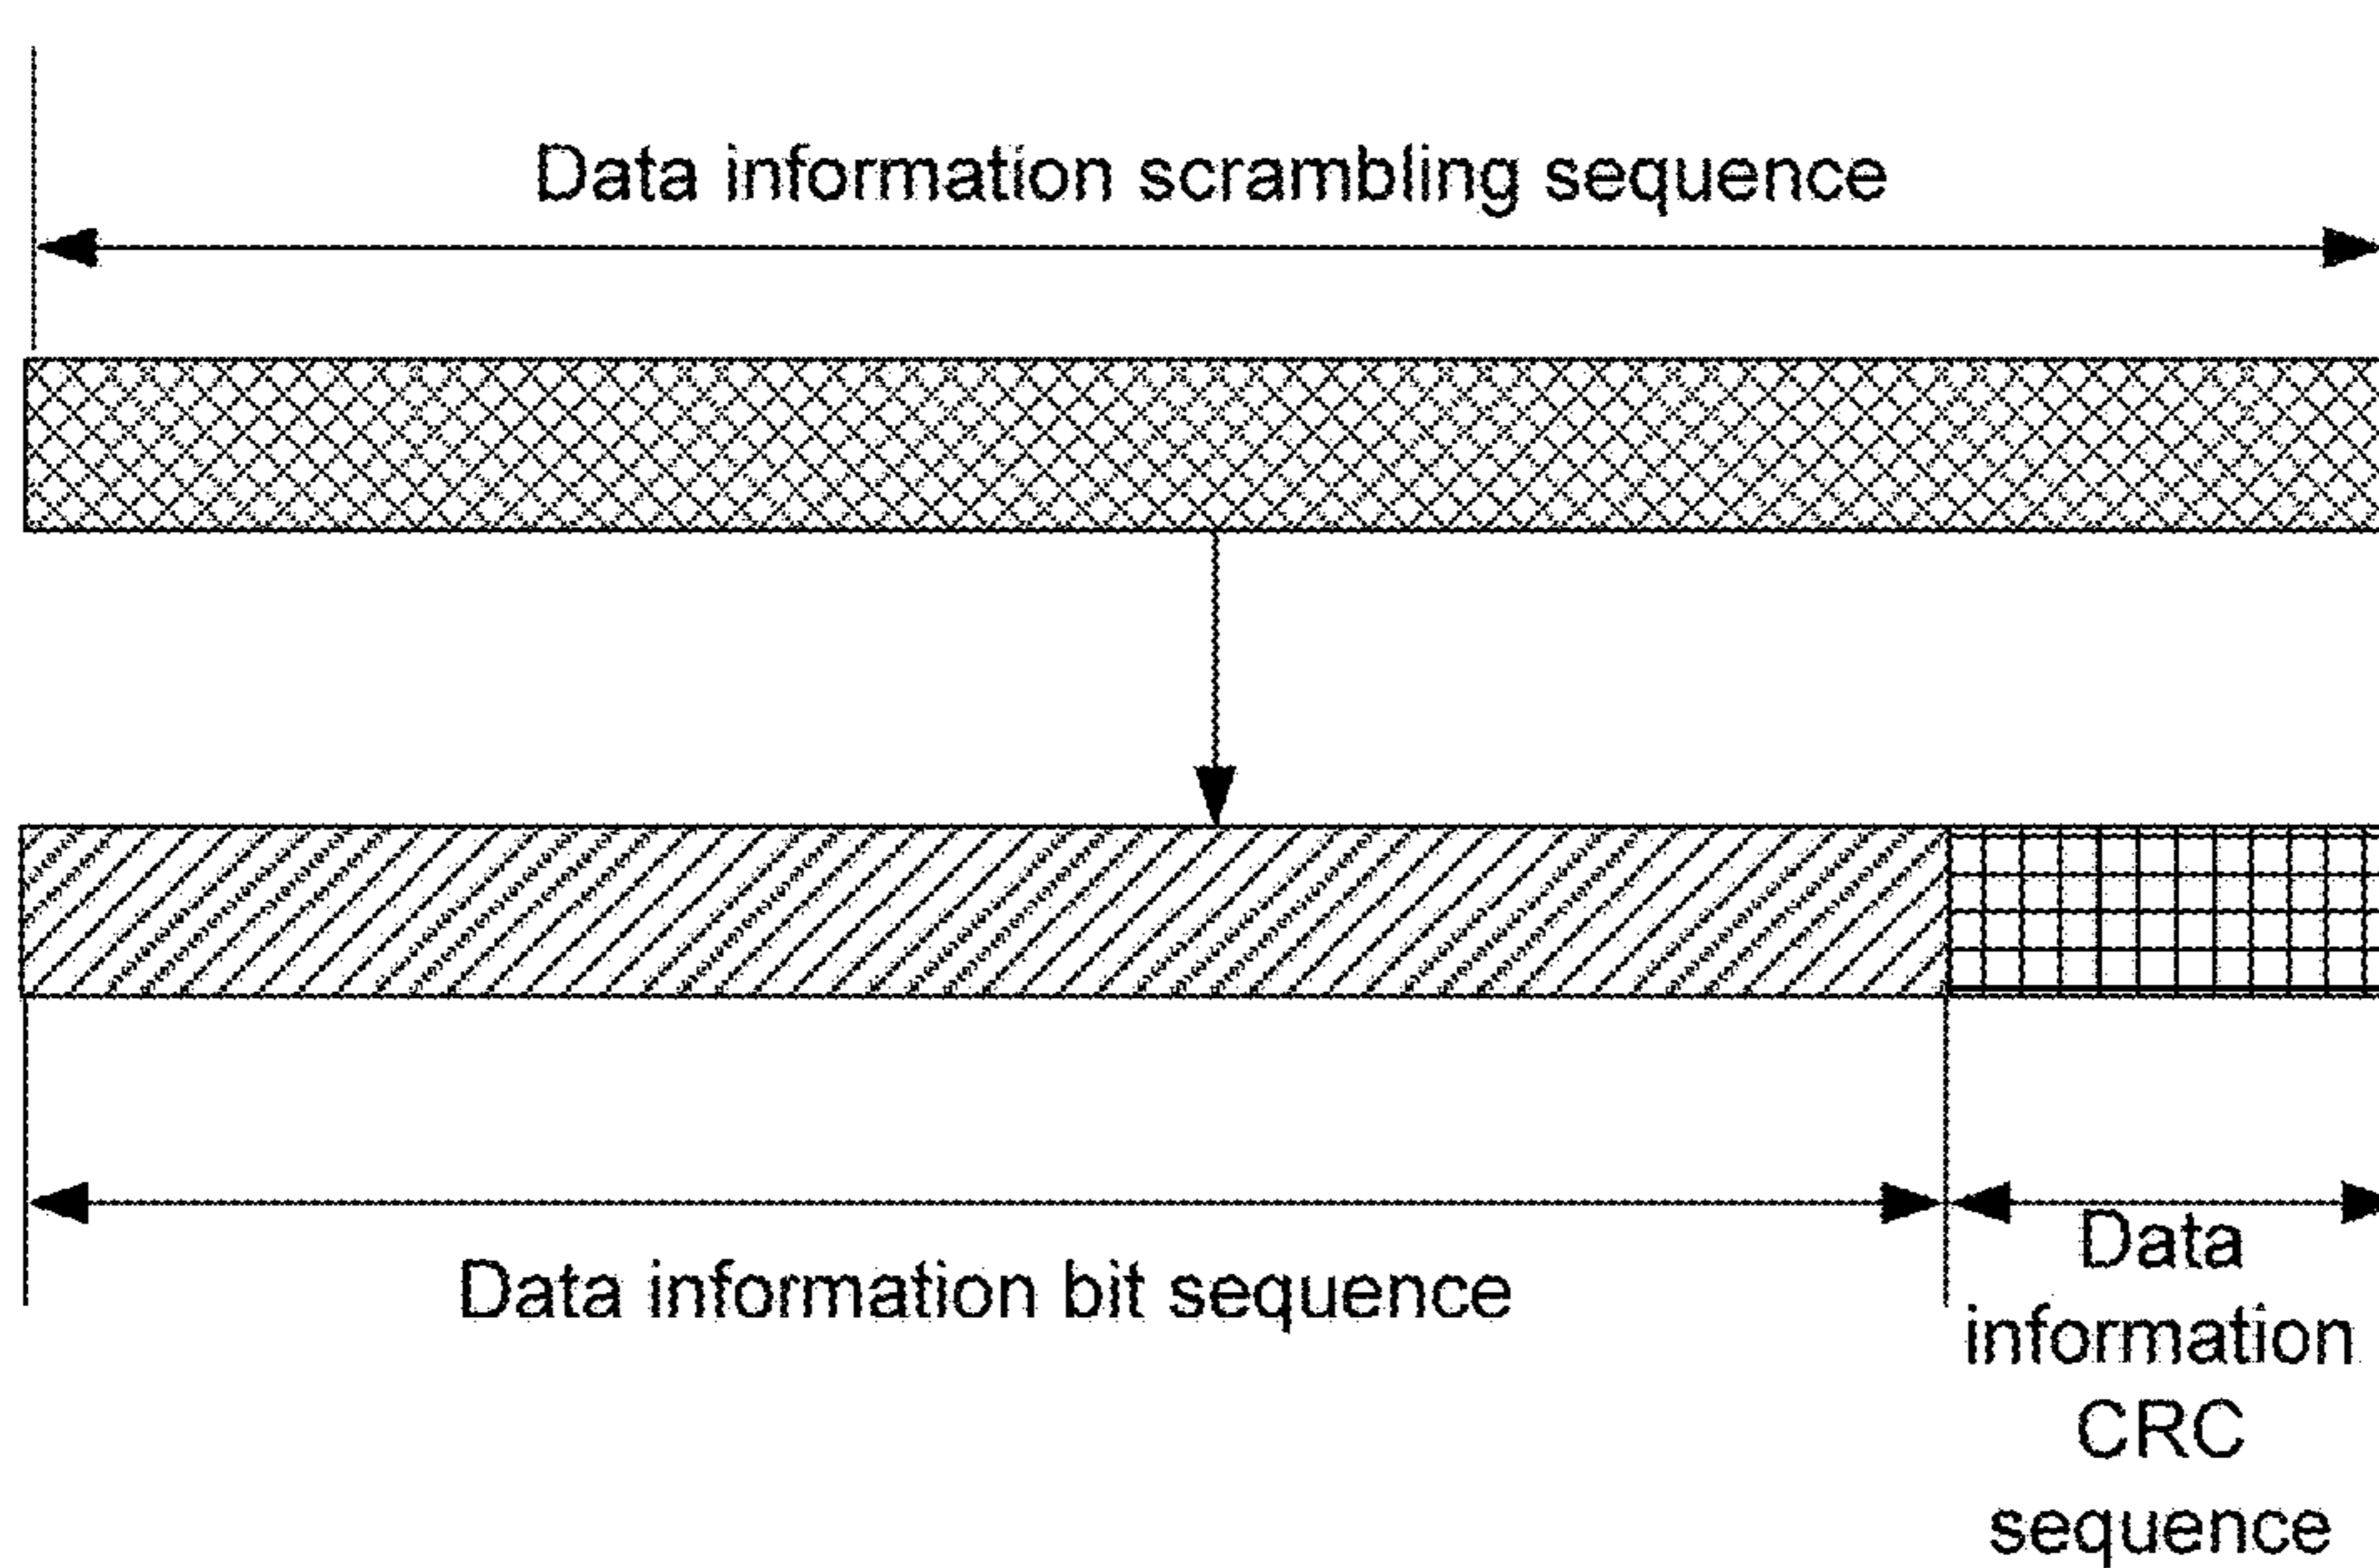 Data information scrambling sequence
Data information bit sequence
Data
information
CRC
sequence